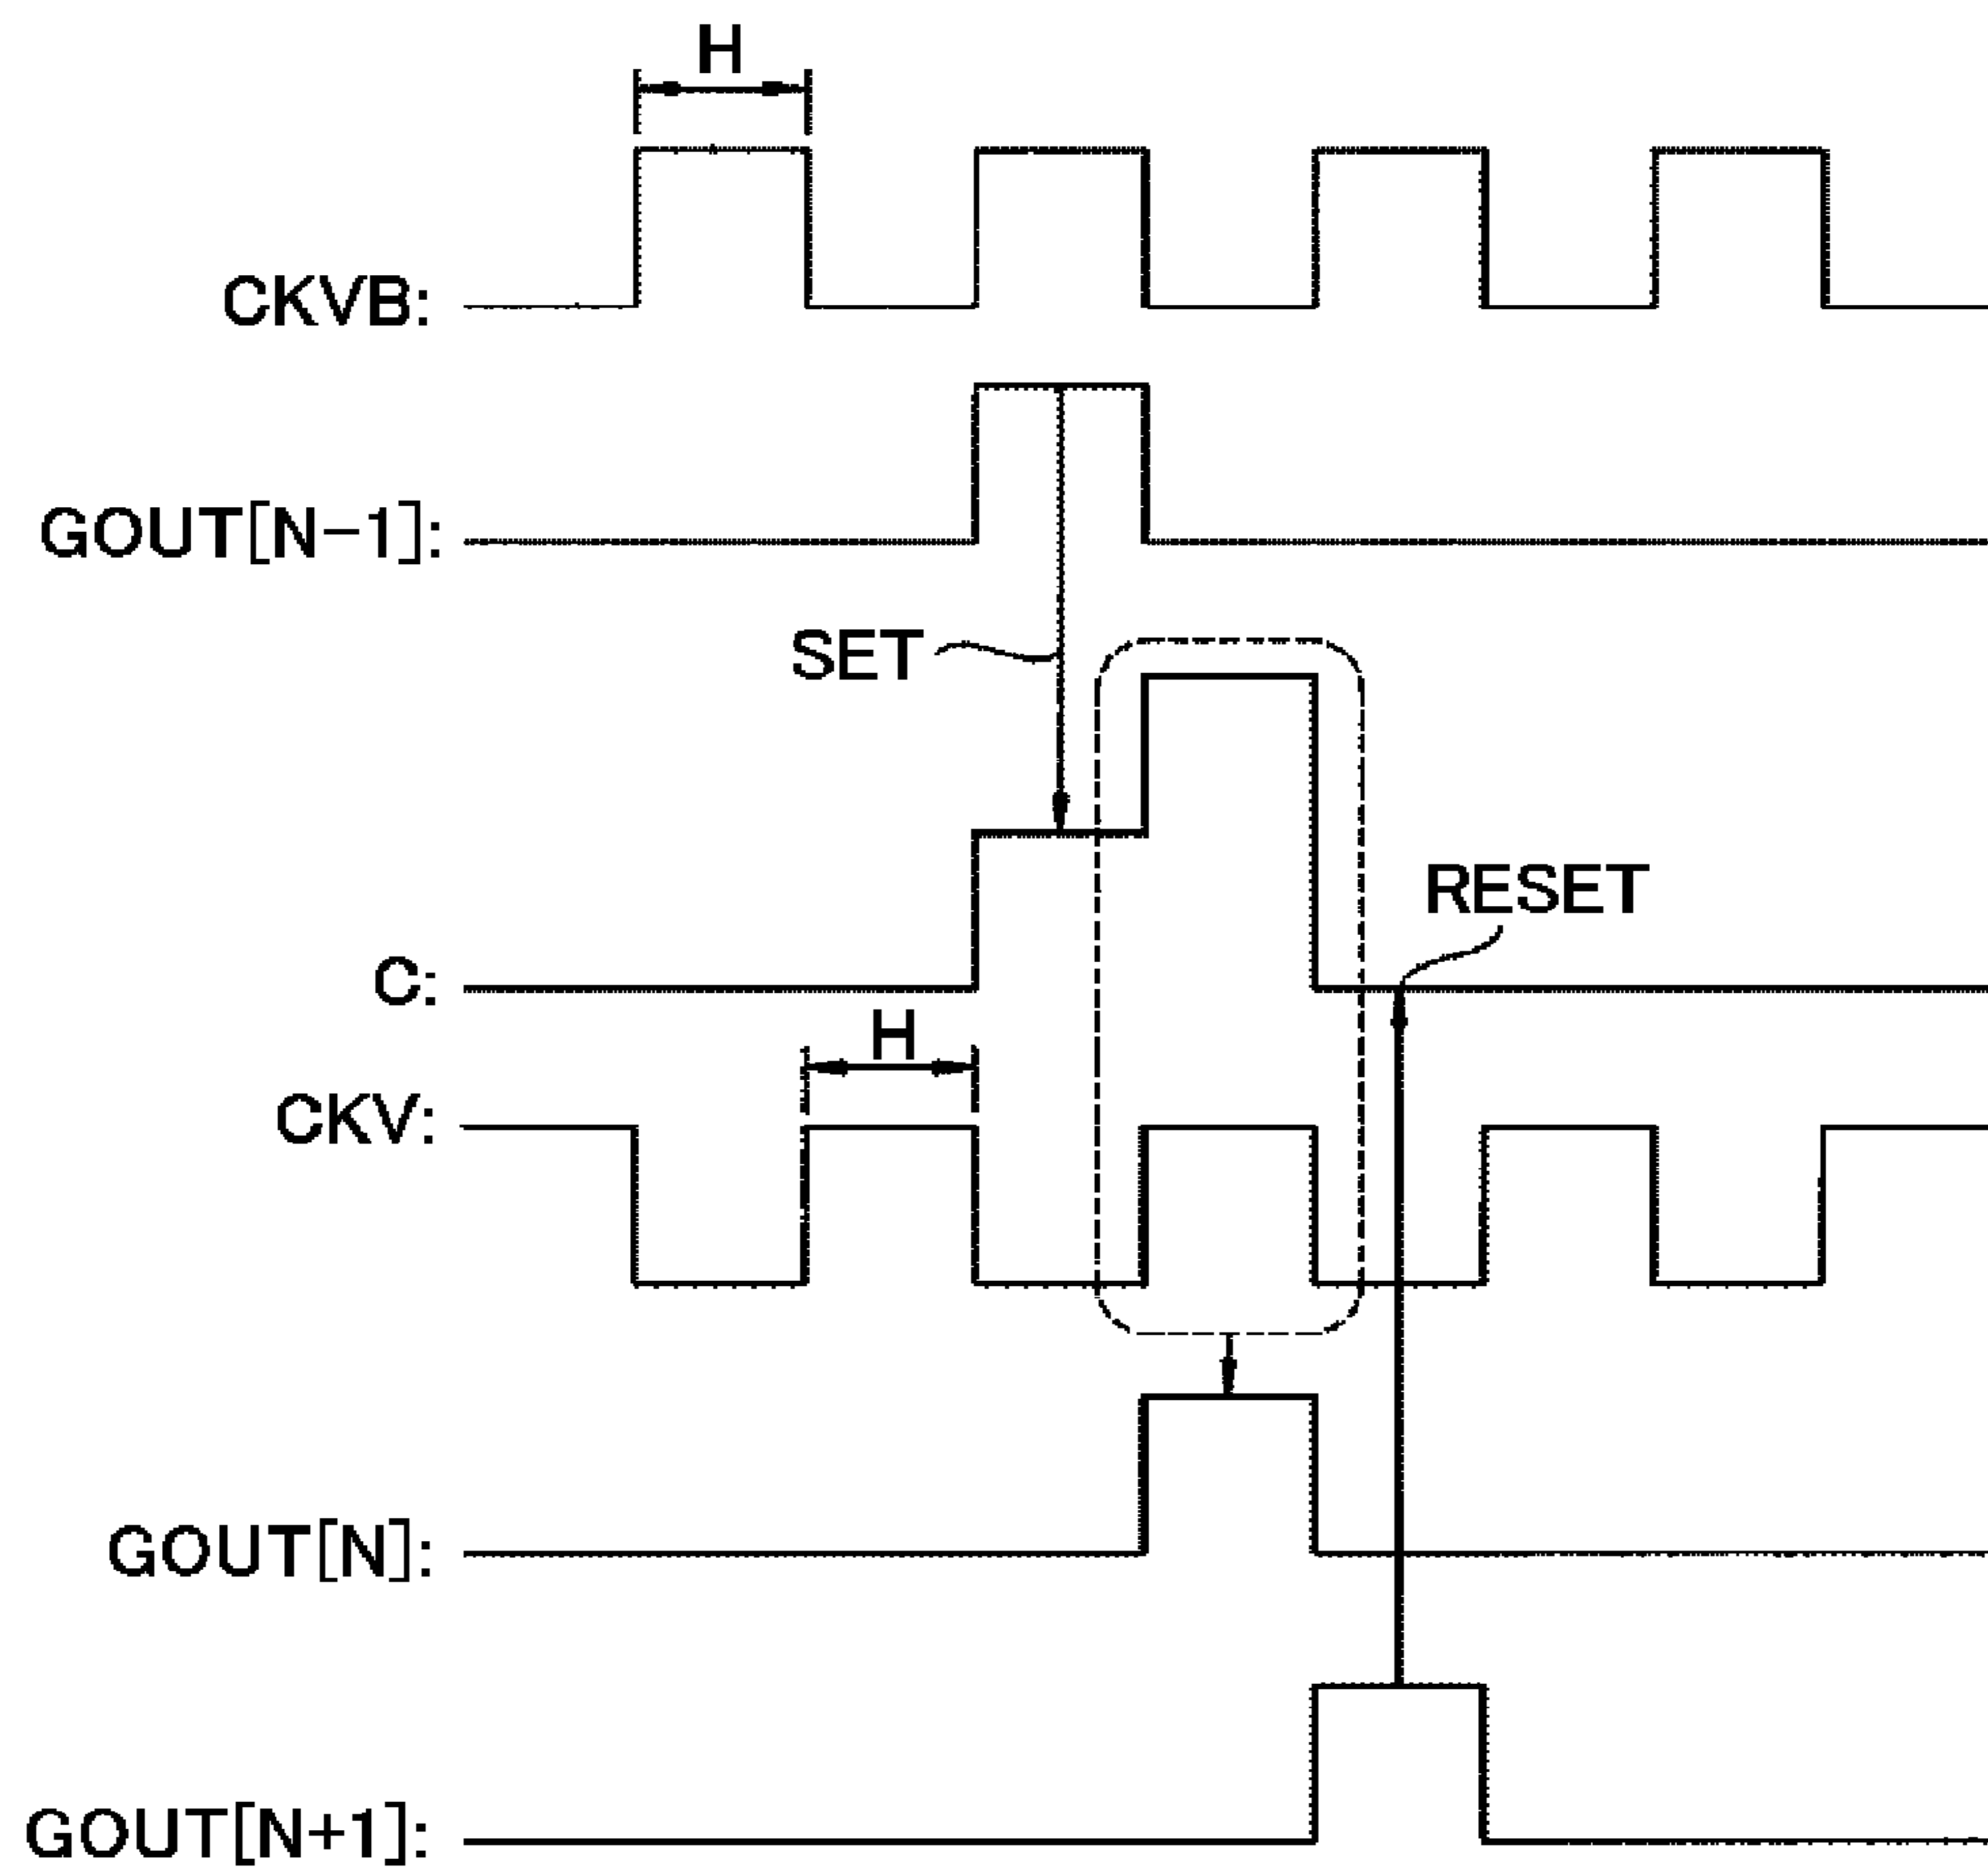 H
CKVB:
GOUT[N-1]:
SET
RESET
C:
H
CKV:
GOUT[N]:
GOUT[N+1]: